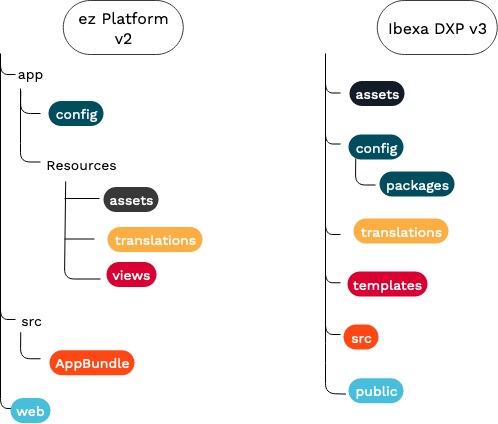 ez Platform
v2
app
config
Resources
assets
translations
views
src
AppBundle
web
Ibexa DXP v3
assets
config
packages
translations
templates
src
public